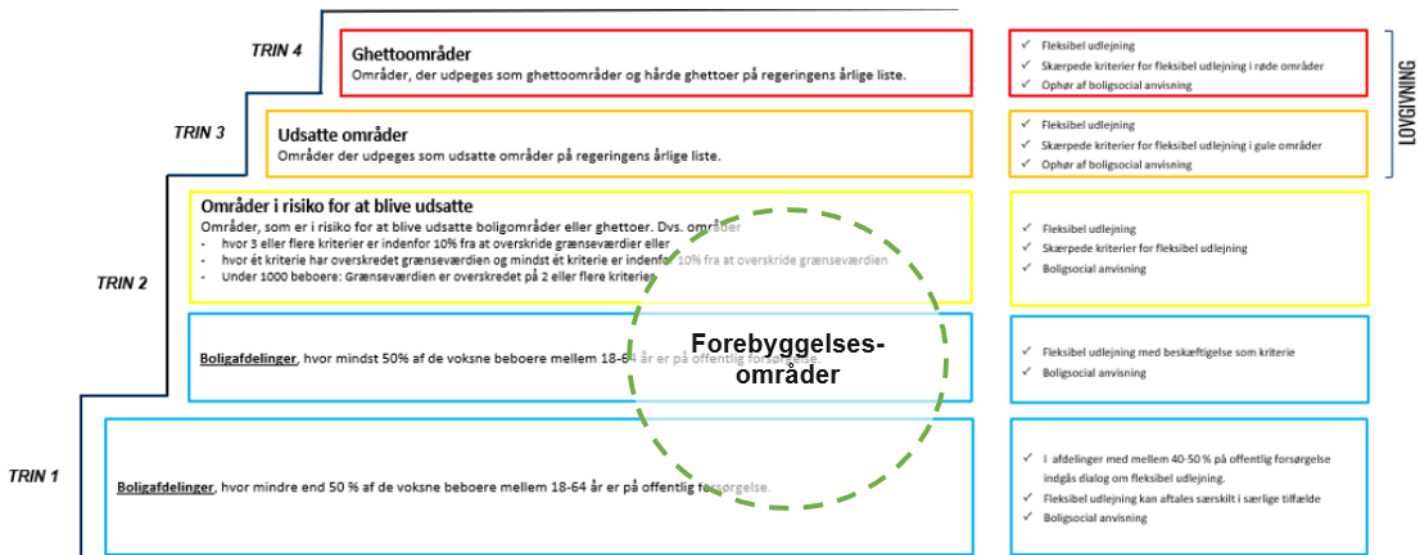 TRIN 4
Ghettoområder
Områder, der udpeges som ghettoområder og hårde ghettoer på regeringens årlige liste.
✓ Fleksibel udlejning
✓ Skærpede kriterier for fleksibel udlejning i røde områder
✓ Ophør af boligsocial anvisning
LOVGIVNING
TRIN 3
Udsatte områder
Områder der udpeges som udsatte områder på regeringens årlige liste.
✓ Fleksibel udlejning
✓ Skærpede kriterier for fleksibel udlejning i gule områder
✓ Ophør af boligsocial anvisning
TRIN 2
Områder i risiko for at blive udsatte
Områder, som er i risiko for at blive udsatte boligområder eller ghettoer. Dvs. områder
- hvor 3 eller flere kriterier er indenfor 10% fra at overskride grænseværdier eller
- hvor ét kriterie har overskredet grænseværdien og mindst ét kriterie er indenfor 10% fra at overskride grænseværdien
- Under 1000 beboere: Grænseværdien er overskredet på 2 eller flere kriterier
✓ Fleksibel udlejning
✓ Skærpede kriterier for fleksibel udlejning
✓ Boligsocial anvisning
Boligafdelinger, hvor mindst 50% af de voksne beboere mellem 18-64 år er på offentlig forsørgelse.
✓ Fleksibel udlejning med beskæftigelse som kriterie
✓ Boligsocial anvisning
Forebyggelses-
områder
TRIN 1
Boligafdelinger, hvor mindre end 50 % af de voksne beboere mellem 18-64 år er på offentlig forsørgelse.
✓ I afdelinger med mellem 40-50 % på offentlig forsørgelse
indgås dialog om fleksibel udlejning.
✓ Fleksibel udlejning kan aftales særskilt i særlige tilfælde
✓ Boligsocial anvisning